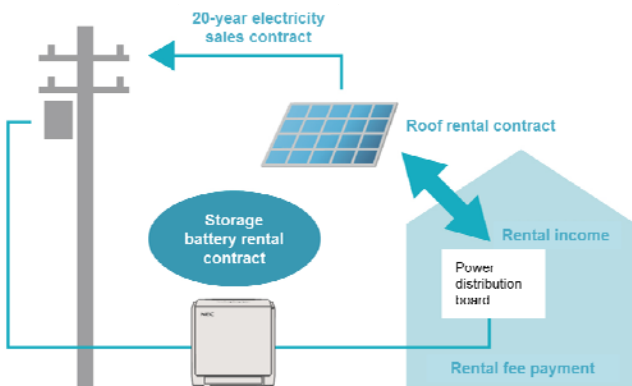 20-year electricity
sales contract
Roof rental contract
Storage
battery rental
contract
Rental income
Power
distribution
board
NEC
Rental fee payment